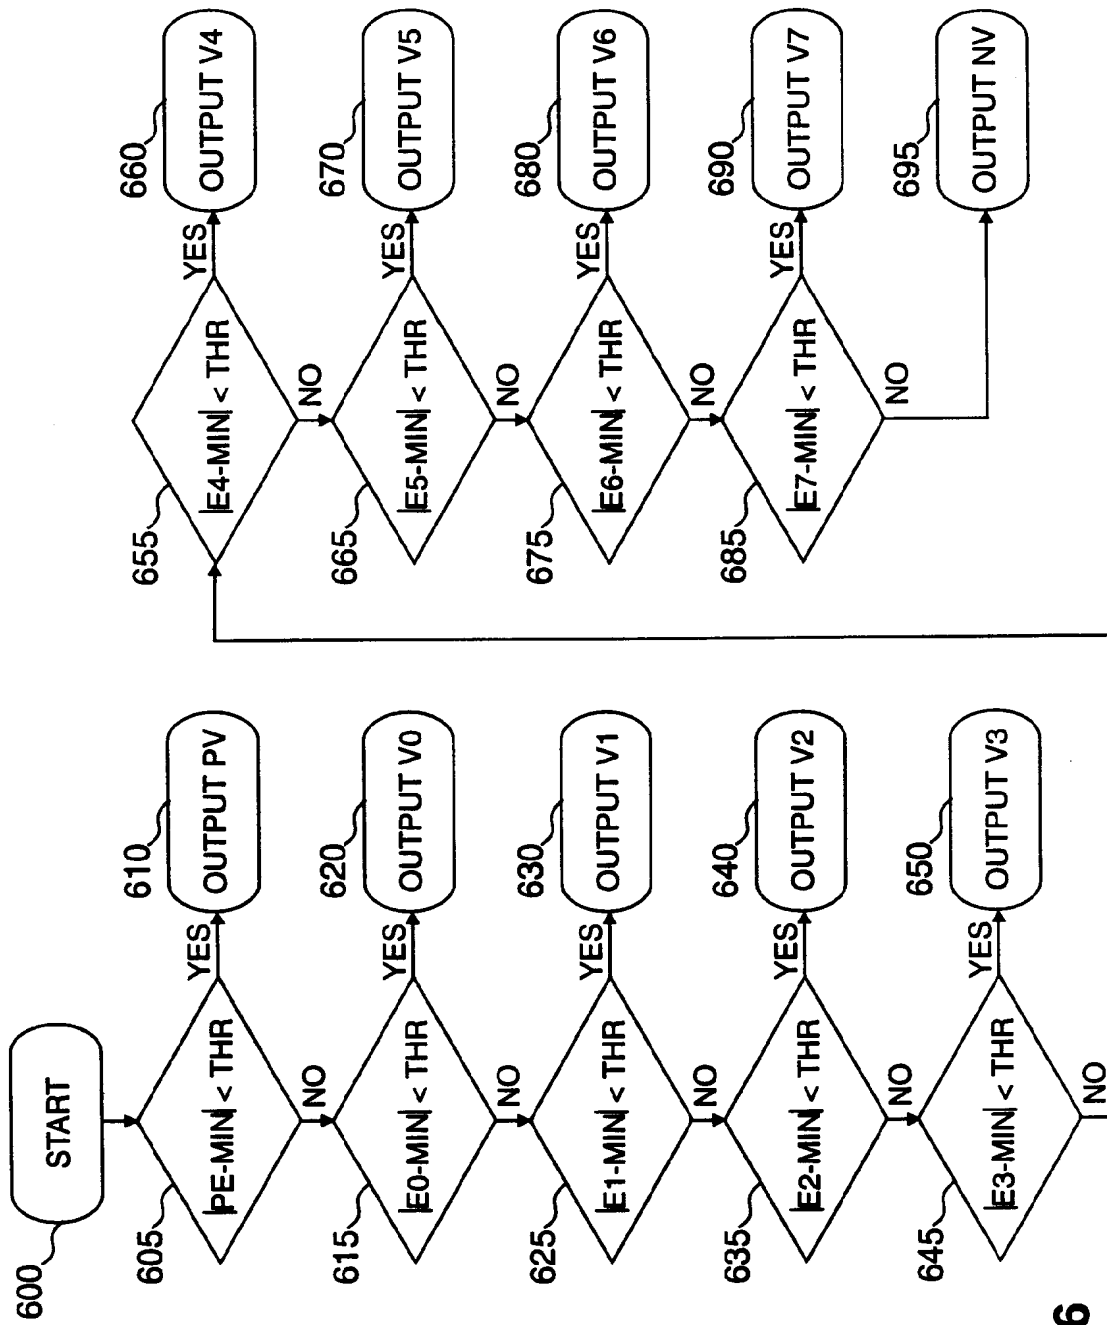 600
START
605
|PE-MIN| < THR
YES
610
OUTPUT PV
NO
615
|E0-MIN| < THR
YES
620
OUTPUT V0
NO
625
|E1-MIN| < THR
YES
630
OUTPUT V1
NO
635
|E2-MIN| < THR
YES
640
OUTPUT V2
NO
645
|E3-MIN| < THR
YES
650
OUTPUT V3
NO
655
|E4-MIN| < THR
YES
660
OUTPUT V4
NO
665
|E5-MIN| < THR
YES
670
OUTPUT V5
NO
675
|E6-MIN| < THR
YES
680
OUTPUT V6
NO
685
|E7-MIN| < THR
YES
690
OUTPUT V7
NO
695
OUTPUT NV
6